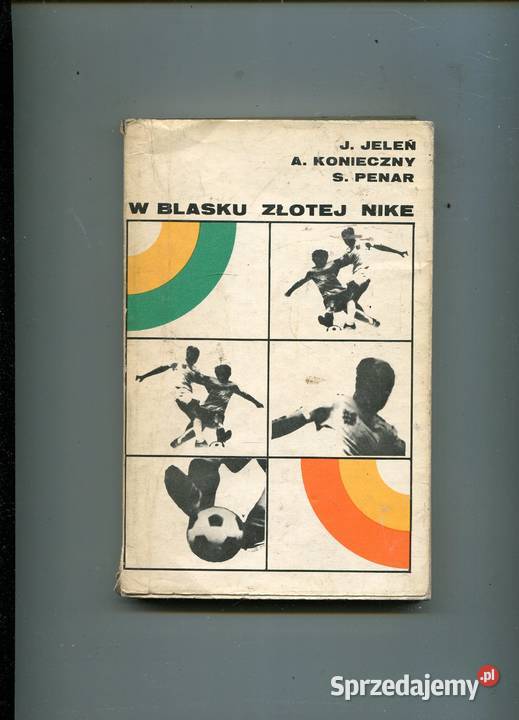 J. JELEŃ
A. KONIECZNY
S. PENAR
W BLASKU ZŁOTEJ NIKE
Sprzedajemy.pl